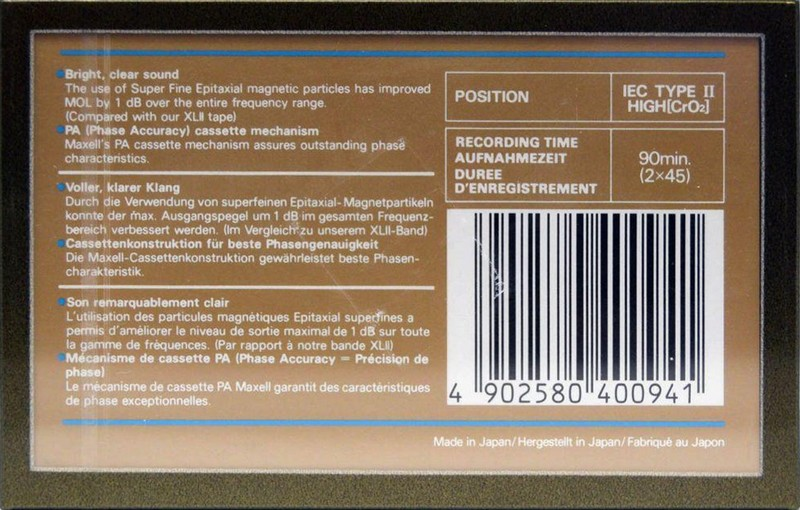 Bright, clear sound
The use of Super Fine Epitaxial magnetic particles has improved
MOL by 1 dB over the entire frequency range.
(Compared with our XLII tape)
PA (Phase Accuracy) cassette mechanism
Maxell's PA cassette mechanism assures outstanding phase
characteristics.
Voller, klarer Klang
Durch die Verwendung von superfeinen Epitaxial-Magnetpartikeln
konnte der max. Ausgangspegel um 1 dB im gesamten Frequenz-
bereich verbessert werden. (Im Vergleich zu unserem XLII-Band)
Cassettenkonstruktion für beste Phasengenauigkeit
Die Maxell-Cassettenkonstruktion gewährleistet beste Phasen-
charakteristik.
Son remarquablement clair
L'utilisation des particules magnétiques Epitaxial superfines a
permis d'améliorer le niveau de sortie maximal de 1 dB sur toute
la gamme de fréquences. (Par rapport à notre bande XLII)
Mécanisme de cassette PA (Phase Accuracy = Précision de
phase)
Le mécanisme de cassette PA Maxell garantit des caractéristiques
de phase exceptionnelles.
POSITION
IEC TYPE II
HIGH[CrO₂]
RECORDING TIME
AUFNAHMEZEIT
DUREE
D'ENREGISTREMENT
90min.
(2×45)
4 902580 400941
Made in Japan/Hergestellt in Japan/Fabriqué au Japon